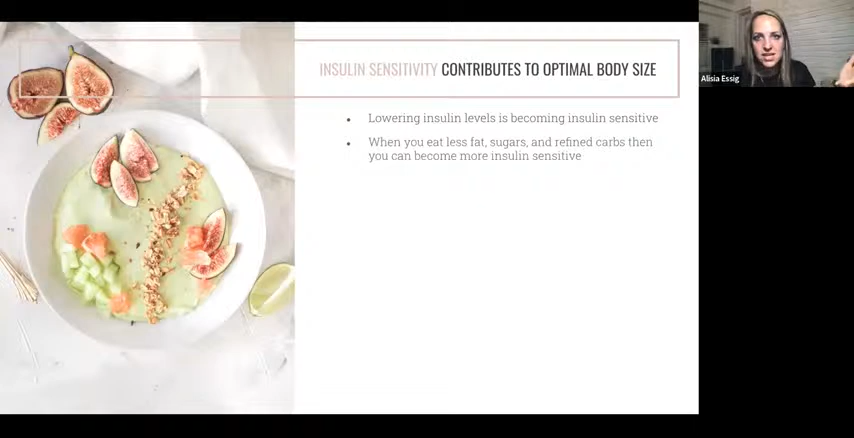 INSULIN SENSITIVITY CONTRIBUTES TO OPTIMAL BODY SIZE
Alisia Essig
• Lowering insulin levels is becoming insulin sensitive
• When you eat less fat, sugars, and refined carbs then
you can become more insulin sensitive